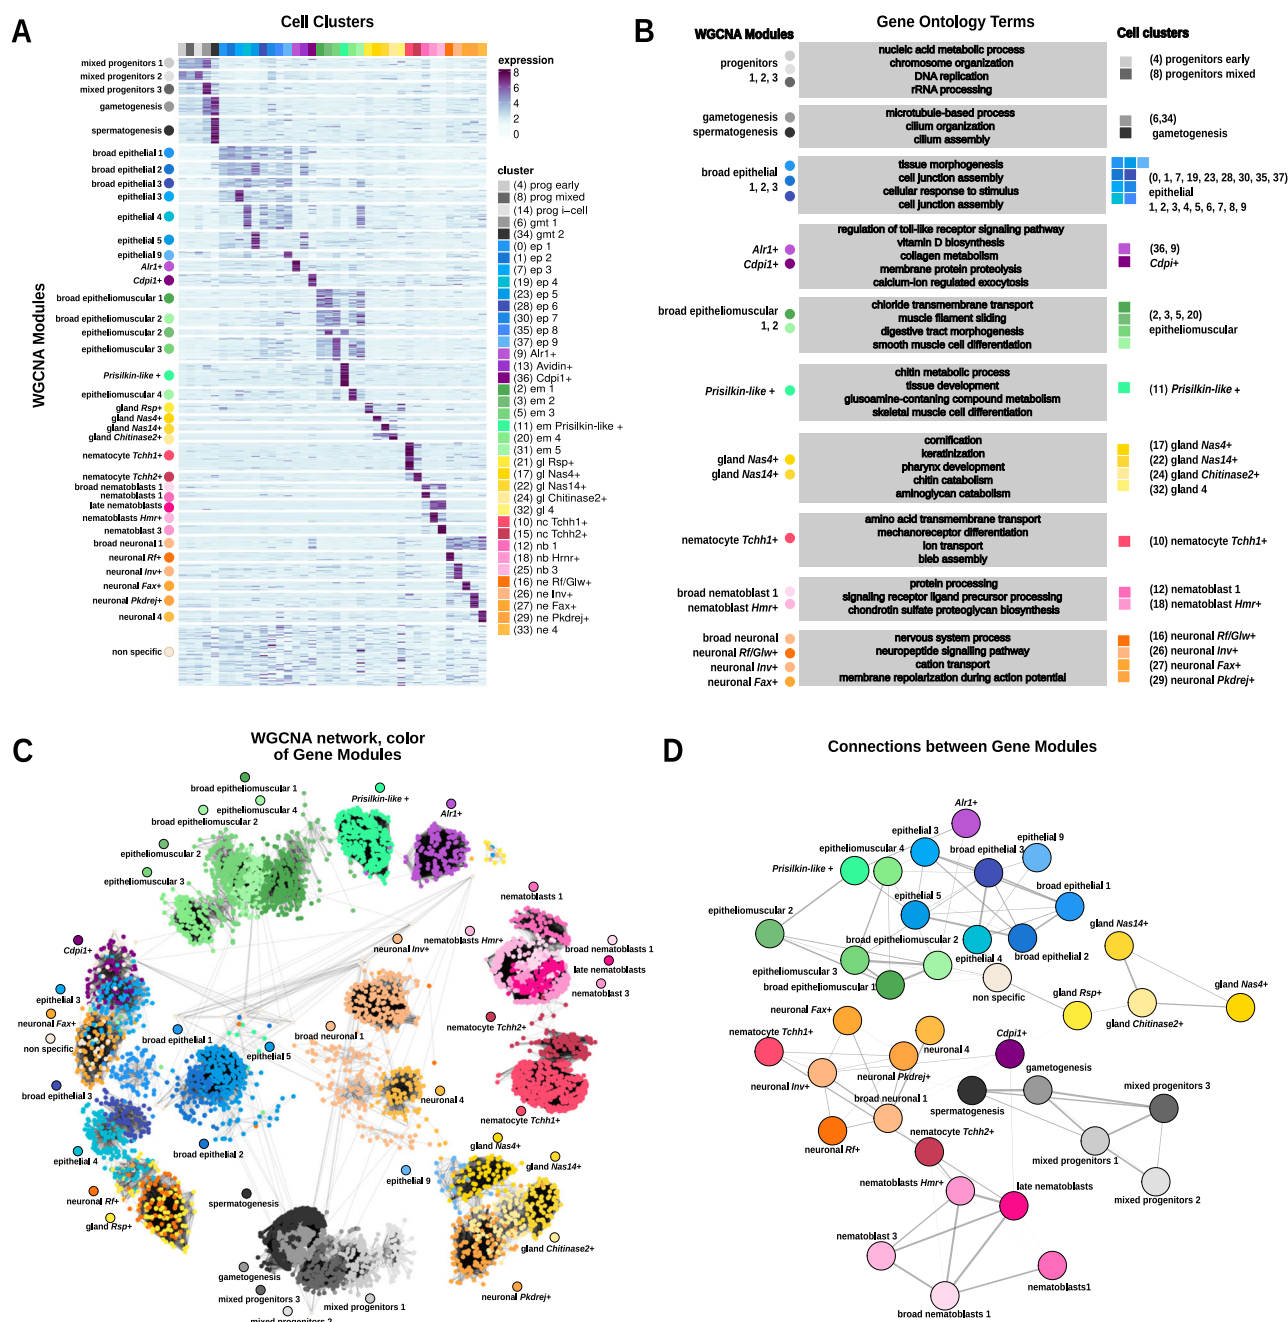 A
Cell Clusters
WGCNA Modules
mixed progenitors 1
mixed progenitors 2
mixed progenitors 3
gametogenesis
spermatogenesis
broad epithelial 1
broad epithelial 2
broad epithelial 3
epithelial 3
epithelial 4
epithelial 5
epithelial 9
Alr1+
Cdpi1+
broad epitheliomuscular 1
broad epitheliomuscular 2
epitheliomuscular 2
epitheliomuscular 3
Prisilkin-like +
epitheliomuscular 4
gland Rsp+
gland Nas4+
gland Nas14+
gland Chitinase2+
nematocyte Tchh1+
nematocyte Tchh2+
broad nematoblasts 1
nematoblasts 1
late nematoblasts
nematoblasts Hmr+
nematoblast 3
broad neuronal 1
neuronal Rf+
neuronal Inv+
neuronal Fax+
neuronal Pkdrej+
neuronal 4
non specific
expression
8
6
4
2
0
cluster
(4) prog early
(8) prog mixed
(14) prog i-cell
(6) gmt 1
(34) gmt 2
(0) ep 1
(1) ep 2
(7) ep 3
(19) ep 4
(23) ep 5
(28) ep 6
(30) ep 7
(35) ep 8
(37) ep 9
(9) Alr1+
(13) Avidin+
(36) Cdpi1+
(2) em 1
(3) em 2
(5) em 3
(11) em Prisilkin-like +
(20) em 4
(31) em 5
(21) gl Rsp+
(17) gl Nas4+
(22) gl Nas14+
(24) gl Chitinase2+
(32) gl 4
(10) nc Tchh1+
(15) nc Tchh2+
(12) nb 1
(18) nb Hrnr+
(25) nb 3
(16) ne Rf/Glw+
(26) ne Inv+
(27) ne Fax+
(29) ne Pkdrej+
(33) ne 4
B
Gene Ontology Terms
WGCNA Modules
Cell clusters
progenitors
1, 2, 3
nucleic acid metabolic process
chromosome organization
DNA replication
rRNA processing
(4) progenitors early
(8) progenitors mixed
gametogenesis
spermatogenesis
microtubule-based process
cilium organization
cilium assembly
(6,34)
gametogenesis
broad epithelial
1, 2, 3
tissue morphogenesis
cell junction assembly
cellular response to stimulus
cell junction assembly
(0, 1, 7, 19, 23, 28, 30, 35, 37)
epithelial
1, 2, 3, 4, 5, 6, 7, 8, 9
Alr1+
Cdpi1+
regulation of toll-like receptor signaling pathway
vitamin D biosynthesis
collagen metabolism
membrane protein proteolysis
calcium-ion regulated exocytosis
(36, 9)
Cdpi+
broad epitheliomuscular
1, 2
chloride transmembrane transport
muscle filament sliding
digestive tract morphogenesis
smooth muscle cell differentiation
(2, 3, 5, 20)
epitheliomuscular
Prisilkin-like +
chitin metabolic process
tissue development
glusoamine-contaning compound metabolism
skeletal muscle cell differentiation
(11) Prisilkin-like +
gland Nas4+
gland Nas14+
cornification
keratinization
pharynx development
chitin catabolism
aminoglycan catabolism
(17) gland Nas4+
(22) gland Nas14+
(24) gland Chitinase2+
(32) gland 4
nematocyte Tchh1+
amino acid transmembrane transport
mechanoreceptor differentiation
ion transport
bleb assembly
(10) nematocyte Tchh1+
broad nematoblast 1
nematoblast Hmr+
protein processing
signaling receptor ligand precursor processing
chondrotin sulfate proteoglycan biosynthesis
(12) nematoblast 1
(18) nematoblast Hmr+
broad neuronal
neuronal Rf/Glw+
neuronal Inv+
neuronal Fax+
nervous system process
neuropeptide signalling pathway
cation transport
membrane repolarization during action potential
(16) neuronal Rf/Glw+
(26) neuronal Inv+
(27) neuronal Fax+
(29) neuronal Pkdrej+
C
WGCNA network, color
of Gene Modules
broad epitheliomuscular 1
epitheliomuscular 4
broad epitheliomuscular 2
epitheliomuscular 2
epitheliomuscular 3
Prisilkin-like +
Alr1+
nematoblasts 1
Cdpi1+
neuronal Inv+
nematoblasts Hmr+
broad nematoblasts 1
late nematoblasts
nematoblast 3
epithelial 3
neuronal Fax+
non specific
broad epithelial 1
epithelial 5
broad neuronal 1
nematocyte Tchh2+
broad epithelial 3
neuronal 4
nematocyte Tchh1+
epithelial 4
broad epithelial 2
gland Nas4+
gland Nas14+
neuronal Rf+
gland Rsp+
spermatogenesis
epithelial 9
gland Chitinase2+
gametogenesis
mixed progenitors 3
mixed progenitors 1
mixed progenitors 2
neuronal Pkdrej+
D
Connections between Gene Modules
Alr1+
epithelial 3
epithelial 9
epitheliomuscular 4
broad epithelial 3
Prisilkin-like +
broad epithelial 1
epithelial 5
epitheliomuscular 2
gland Nas14+
broad epitheliomuscular 2
epithelial 4
broad epithelial 2
epitheliomuscular 3
broad epitheliomuscular 1
non specific
gland Rsp+
gland Nas4+
gland Chitinase2+
neuronal Fax+
nematocyte Tchh1+
neuronal 4
Cdpi1+
neuronal Inv+
neuronal Pkdrej+
gametogenesis
mixed progenitors 3
broad neuronal 1
spermatogenesis
neuronal Rf+
nematocyte Tchh2+
mixed progenitors 1
nematoblasts Hmr+
late nematoblasts
mixed progenitors 2
nematoblast 3
nematoblasts1
broad nematoblasts 1